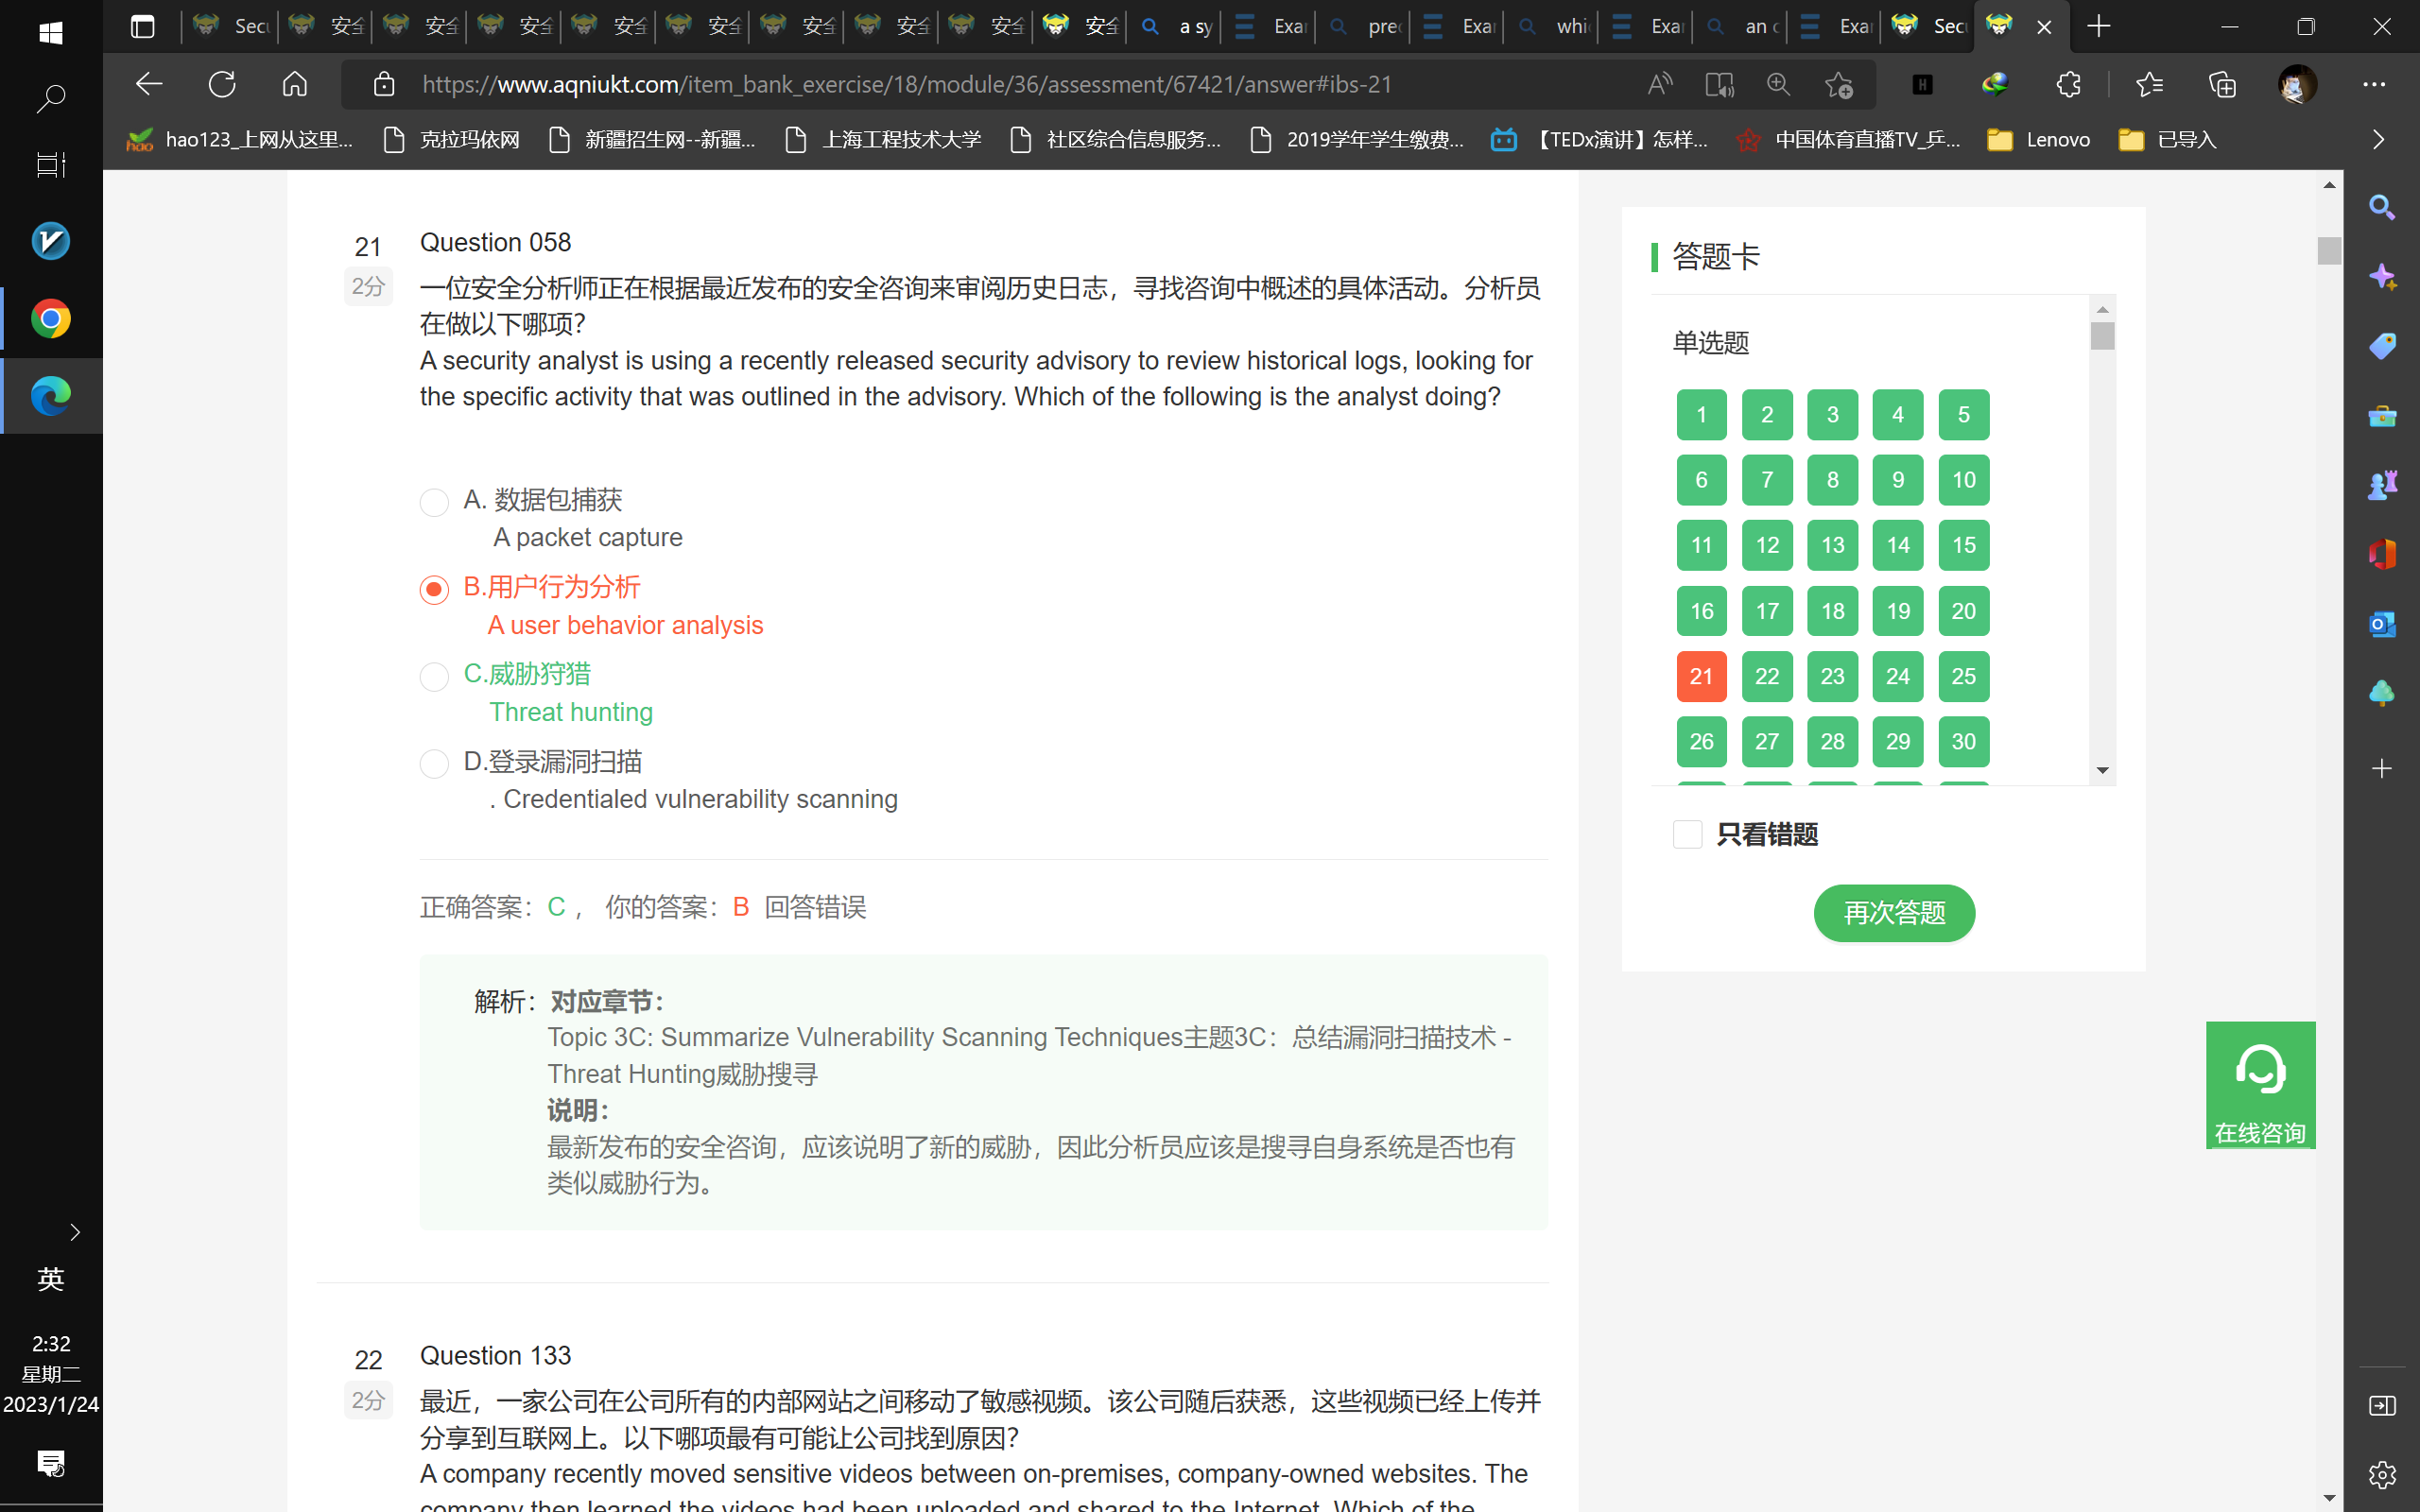 Sec
安全
安全
安全
安全
安全
安全
安全
安全
安全
a sy
Exa
pre
Exa
whi
Exa
an c
Exa
Sec
https://www.aqniukt.com/item_bank_exercise/18/module/36/assessment/67421/answer#ibs-21
hao123_上网从这里...
克拉玛依网
新疆招生网--新疆...
上海工程技术大学
社区综合信息服务...
2019学年学生缴费...
【TEDx演讲】怎样...
中国体育直播TV_乒...
Lenovo
已导入
21
2分
Question 058
一位安全分析师正在根据最近发布的安全咨询来审阅历史日志，寻找咨询中概述的具体活动。分析员
在做以下哪项？
A security analyst is using a recently released security advisory to review historical logs, looking for
the specific activity that was outlined in the advisory. Which of the following is the analyst doing?
A. 数据包捕获
A packet capture
B.用户行为分析
A user behavior analysis
C.威胁狩猎
Threat hunting
D.登录漏洞扫描
. Credentialed vulnerability scanning
正确答案：C ， 你的答案：B 回答错误
解析：对应章节：
Topic 3C: Summarize Vulnerability Scanning Techniques主题3C：总结漏洞扫描技术 -
Threat Hunting威胁搜寻
说明：
最新发布的安全咨询，应该说明了新的威胁，因此分析员应该是搜寻自身系统是否也有
类似威胁行为。
22
2分
Question 133
最近，一家公司在公司所有的内部网站之间移动了敏感视频。该公司随后获悉，这些视频已经上传并
分享到互联网上。以下哪项最有可能让公司找到原因？
A company recently moved sensitive videos between on-premises, company-owned websites. The
company then learned the videos had been uploaded and shared to the Internet. Which of the
答题卡
单选题
1 2 3 4 5
6 7 8 9 10
11 12 13 14 15
16 17 18 19 20
21 22 23 24 25
26 27 28 29 30
只看错题
再次答题
在线咨询
英
2:32
星期二
2023/1/24